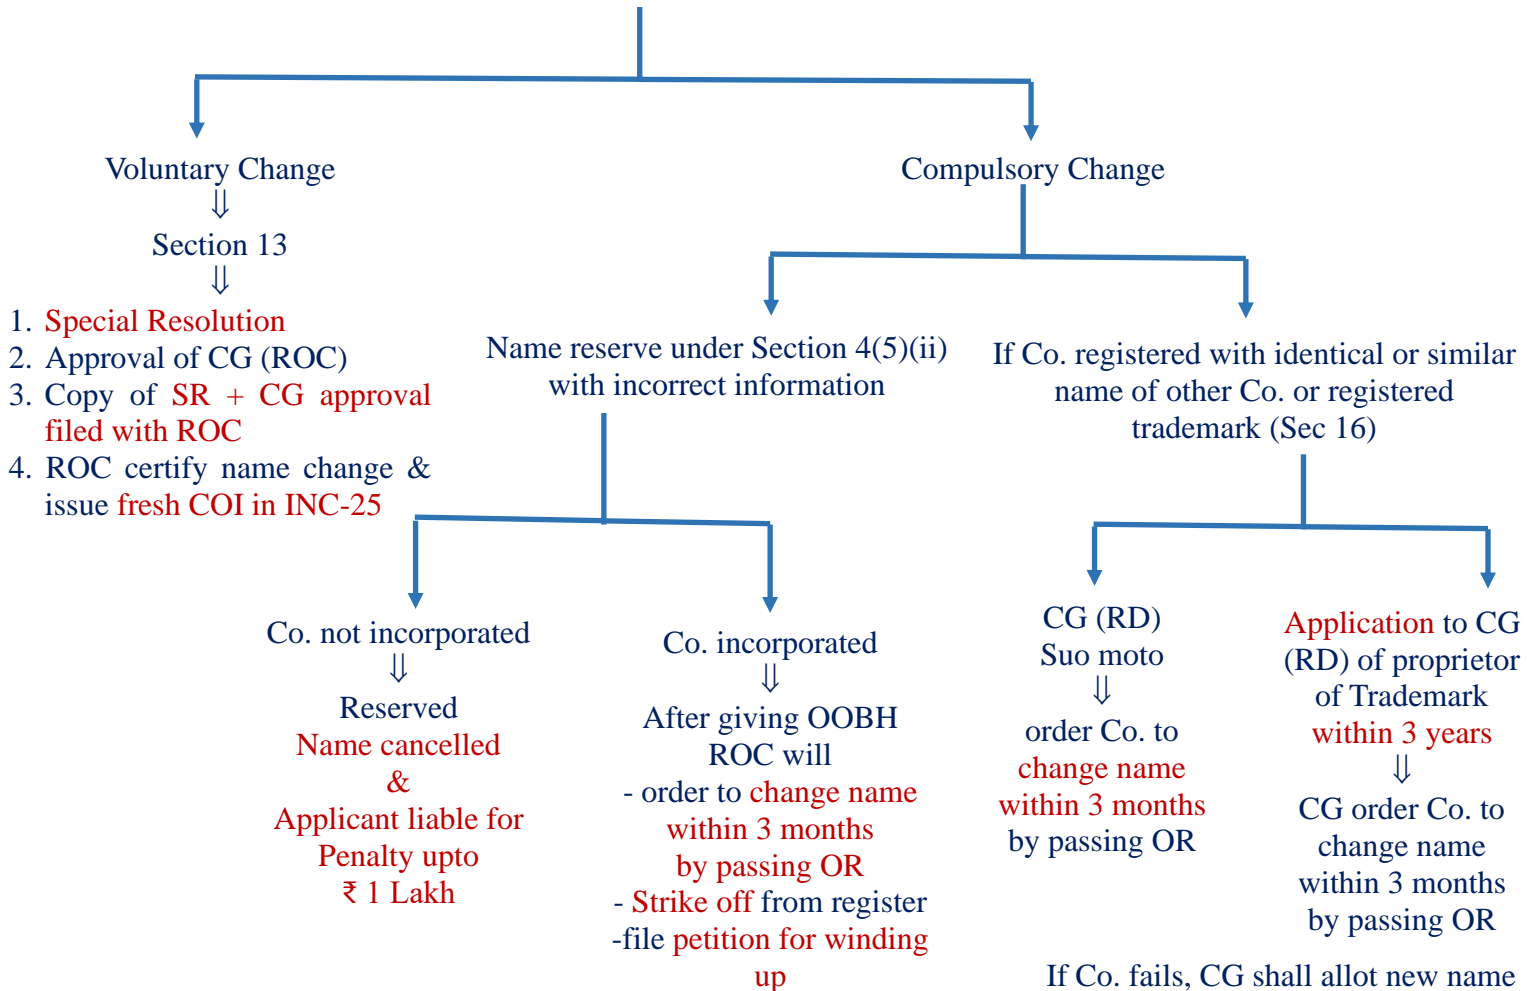 Voluntary Change
⇓
Section 13
⇓
1. Special Resolution
2. Approval of CG (ROC)
3. Copy of SR + CG approval
filed with ROC
4. ROC certify name change &
issue fresh COI in INC-25
Compulsory Change
Name reserve under Section 4(5)(ii)
with incorrect information
Co. not incorporated
⇓
Reserved
Name cancelled
&
Applicant liable for
Penalty upto
₹ 1 Lakh
Co. incorporated
⇓
After giving OOBH
ROC will
- order to change name
within 3 months
by passing OR
- Strike off from register
-file petition for winding
up
If Co. registered with identical or similar
name of other Co. or registered
trademark (Sec 16)
CG (RD)
Suo moto
⇓
order Co. to
change name
within 3 months
by passing OR
Application to CG
(RD) of proprietor
of Trademark
within 3 years
⇓
CG order Co. to
change name
within 3 months
by passing OR
If Co. fails, CG shall allot new name